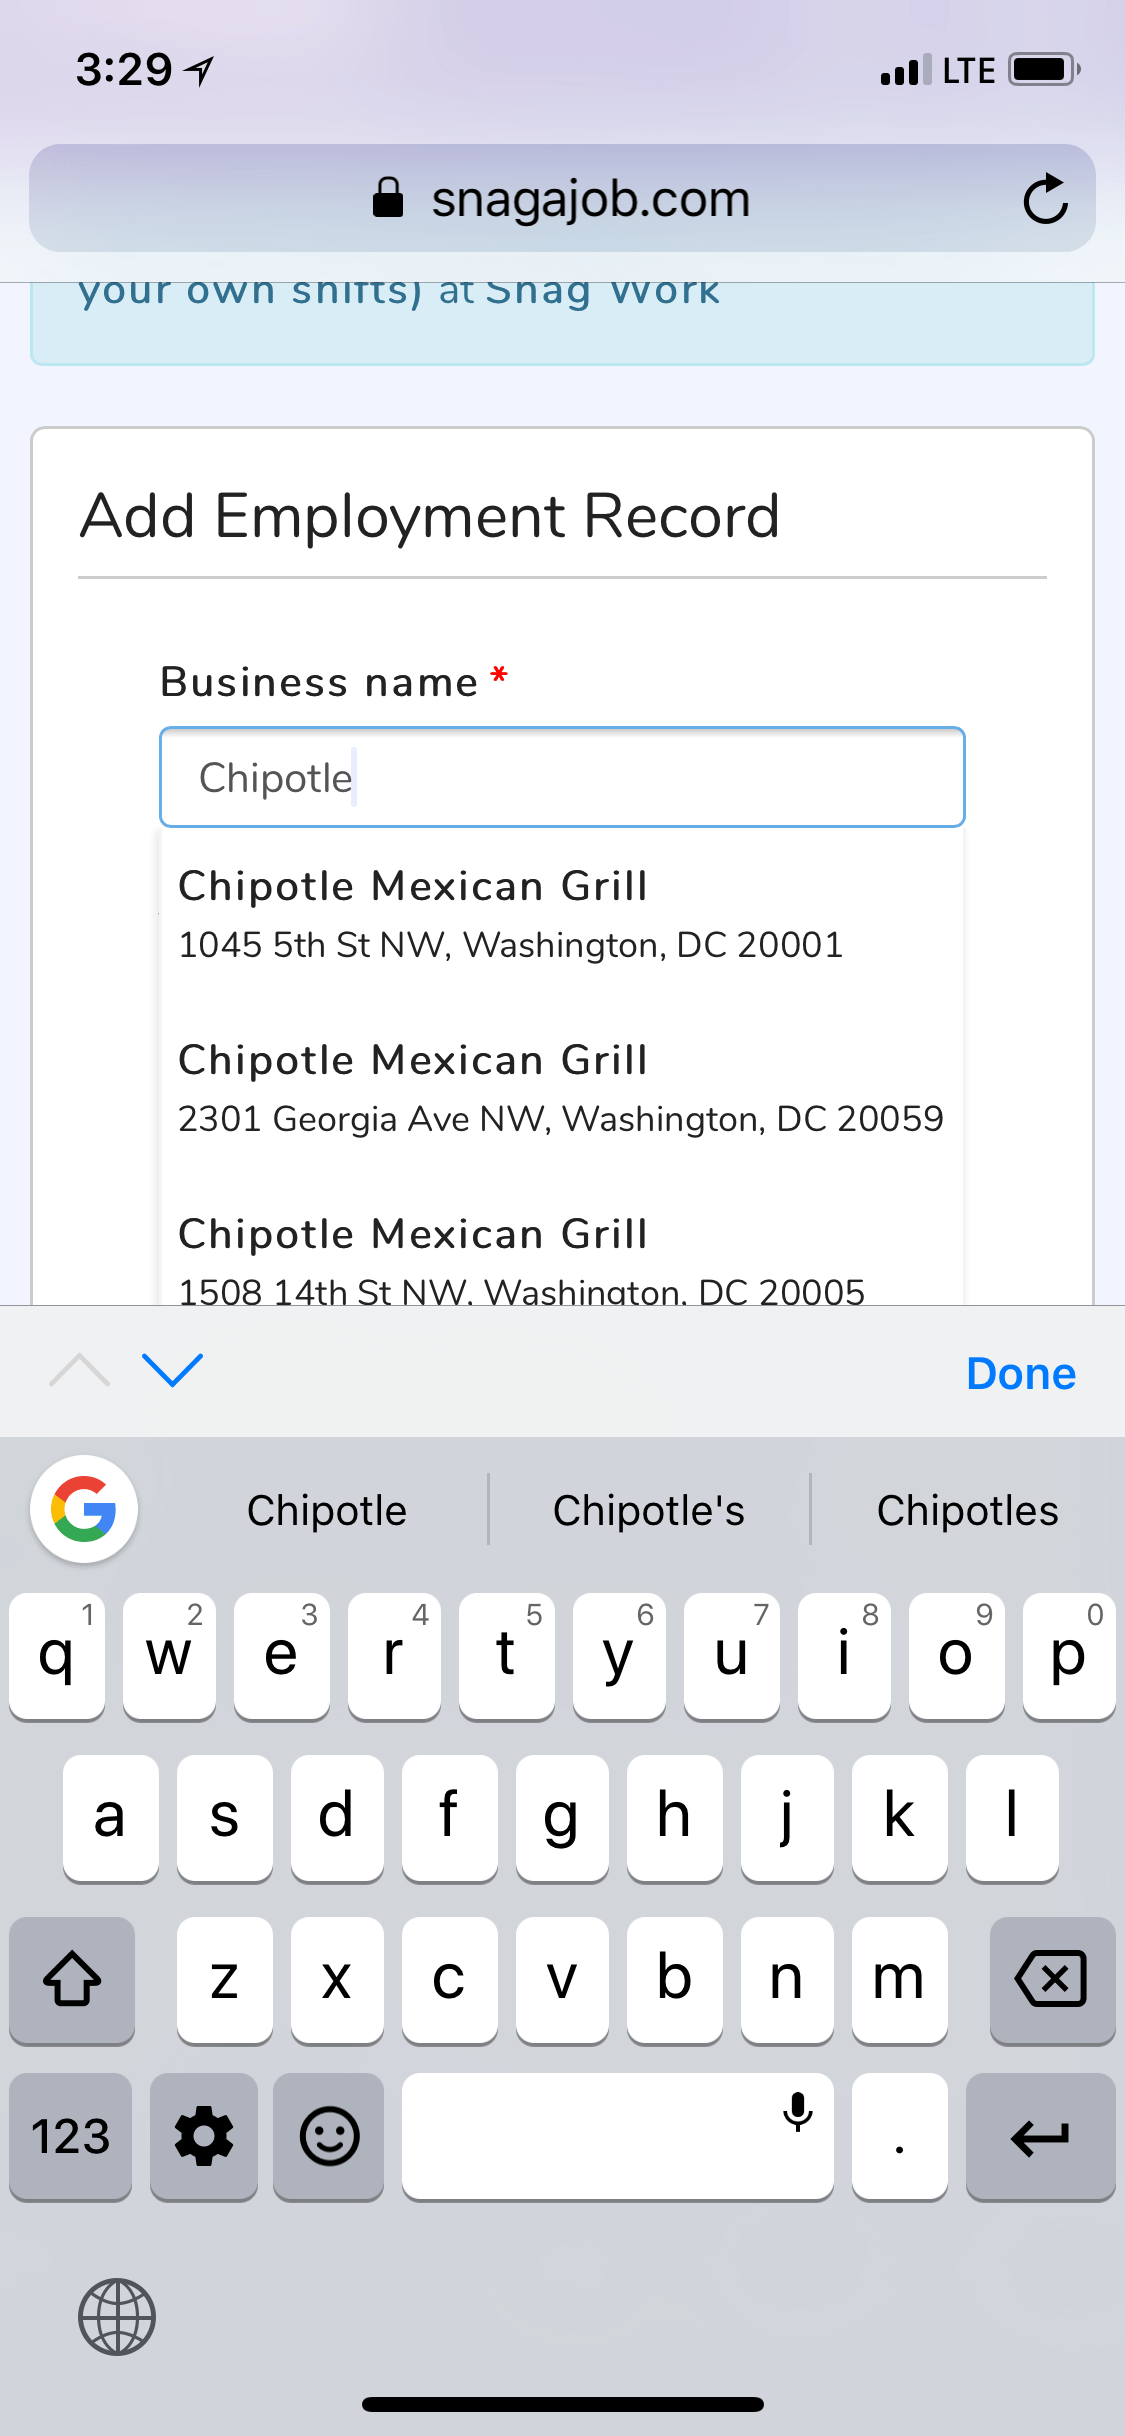 3:29
LTE
snagajob.com
your own shifts) at Snag Work
Add Employment Record
Business name *
Chipotle
Chipotle Mexican Grill
1045 5th St NW, Washington, DC 20001
Chipotle Mexican Grill
2301 Georgia Ave NW, Washington, DC 20059
Chipotle Mexican Grill
1508 14th St NW, Washington, DC 20005
Done
G Chipotle Chipotle's Chipotles
1 2 3 4 5 6 7 8 9 0
q w e r t y u i o p
a s d f g h j k l
z x c v b n m
123 .